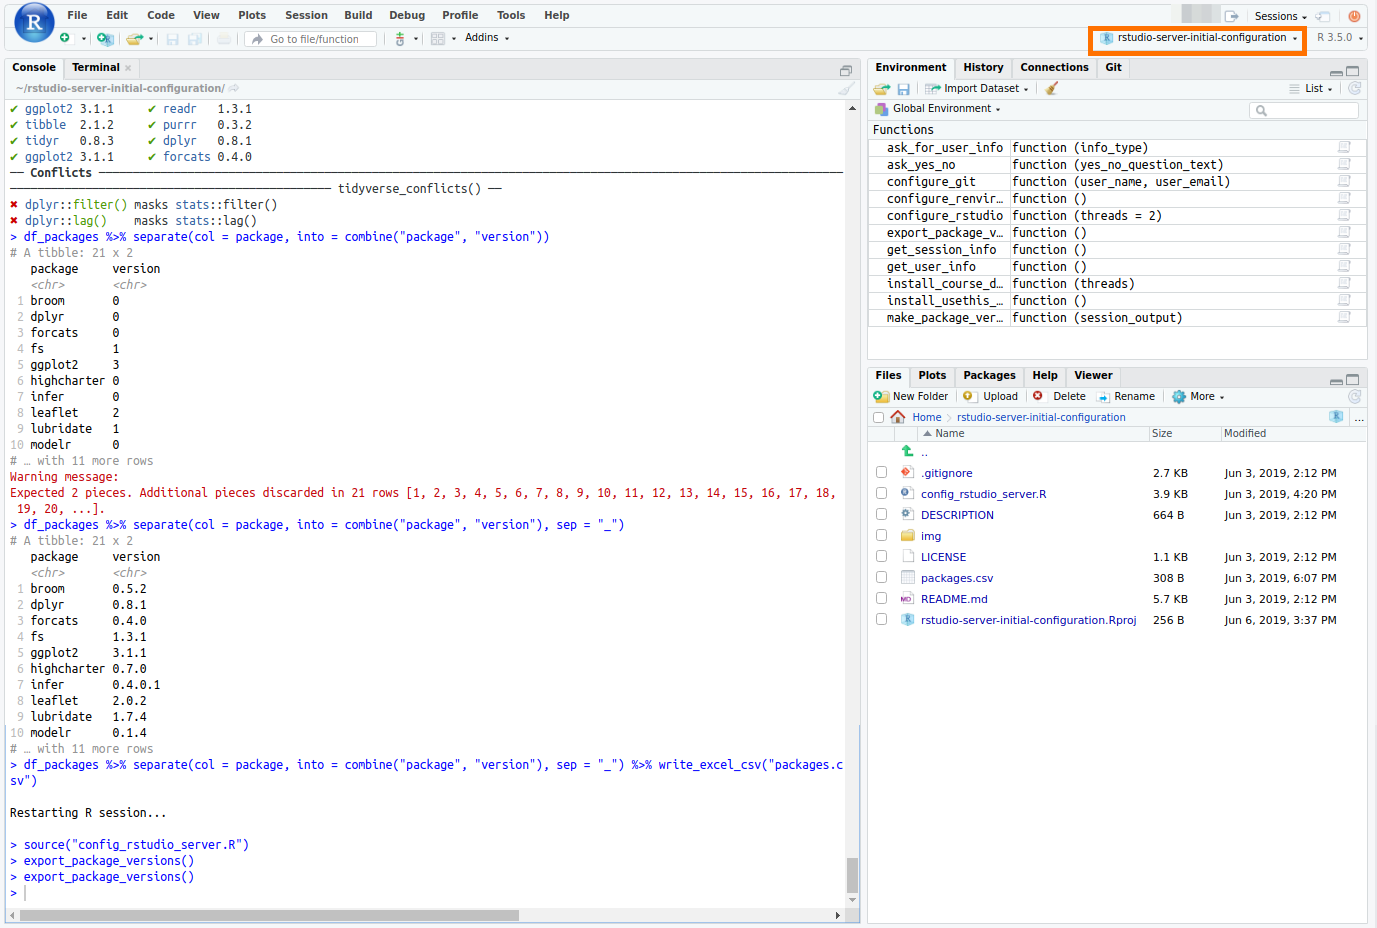 File Edit Code View Plots Session Build Debug Profile Tools Help
Sessions
Go to file/function
Addins
rstudio-server-initial-configuration
R 3.5.0
Console Terminal
~/rstudio-server-initial-configuration/
✔ ggplot2 3.1.1 ✔ readr 1.3.1
✔ tibble 2.1.2 ✔ purrr 0.3.2
✔ tidyr 0.8.3 ✔ dplyr 0.8.1
✔ ggplot2 3.1.1 ✔ forcats 0.4.0
── Conflicts ──
── tidyverse_conflicts() ──
✖ dplyr::filter() masks stats::filter()
✖ dplyr::lag() masks stats::lag()
> df_packages %>% separate(col = package, into = combine("package", "version"))
# A tibble: 21 x 2
package version
<chr> <chr>
1 broom 0
2 dplyr 0
3 forcats 0
4 fs 1
5 ggplot2 3
6 highcharter 0
7 infer 0
8 leaflet 2
9 lubridate 1
10 modelr 0
# … with 11 more rows
Warning message:
Expected 2 pieces. Additional pieces discarded in 21 rows [1, 2, 3, 4, 5, 6, 7, 8, 9, 10, 11, 12, 13, 14, 15, 16, 17, 18,
19, 20, ...].
> df_packages %>% separate(col = package, into = combine("package", "version"), sep = "_")
# A tibble: 21 x 2
package version
<chr> <chr>
1 broom 0.5.2
2 dplyr 0.8.1
3 forcats 0.4.0
4 fs 1.3.1
5 ggplot2 3.1.1
6 highcharter 0.7.0
7 infer 0.4.0.1
8 leaflet 2.0.2
9 lubridate 1.7.4
10 modelr 0.1.4
# … with 11 more rows
> df_packages %>% separate(col = package, into = combine("package", "version"), sep = "_") %>% write_excel_csv("packages.c
sv")
Restarting R session...
> source("config_rstudio_server.R")
> export_package_versions()
> export_package_versions()
>
Environment History Connections Git
Import Dataset List
Global Environment
Functions
ask_for_user_info function (info_type)
ask_yes_no function (yes_no_question_text)
configure_git function (user_name, user_email)
configure_renvir… function ()
configure_rstudio function (threads = 2)
export_package_v… function ()
get_session_info function ()
get_user_info function ()
install_course_d… function (threads)
install_usethis_… function ()
make_package_ver… function (session_output)
Files Plots Packages Help Viewer
New Folder Upload Delete Rename More
Home rstudio-server-initial-configuration ...
Name Size Modified
..
.gitignore 2.7 KB Jun 3, 2019, 2:12 PM
config_rstudio_server.R 3.9 KB Jun 3, 2019, 4:20 PM
DESCRIPTION 664 B Jun 3, 2019, 2:12 PM
img
LICENSE 1.1 KB Jun 3, 2019, 2:12 PM
packages.csv 308 B Jun 3, 2019, 6:07 PM
README.md 5.7 KB Jun 3, 2019, 2:12 PM
rstudio-server-initial-configuration.Rproj 256 B Jun 6, 2019, 3:37 PM